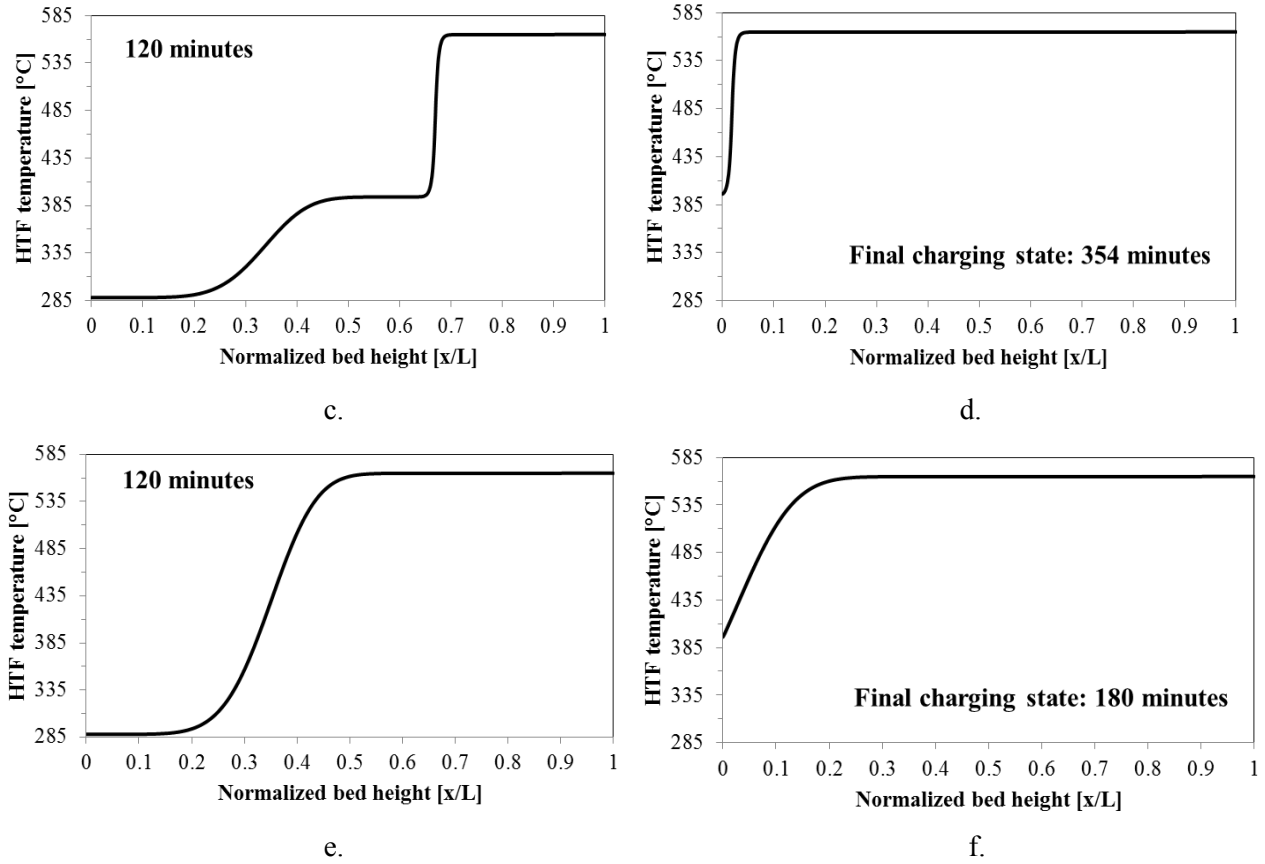 585
535
485
435
385
335
285
HTF temperature [°C]
120 minutes
0 0.1 0.2 0.3 0.4 0.5 0.6 0.7 0.8 0.9 1
Normalized bed height [x/L]
c.
585
535
485
435
385
335
285
HTF temperature [°C]
Final charging state: 354 minutes
0 0.1 0.2 0.3 0.4 0.5 0.6 0.7 0.8 0.9 1
Normalized bed height [x/L]
d.
585
535
485
435
385
335
285
HTF temperature [°C]
120 minutes
0 0.1 0.2 0.3 0.4 0.5 0.6 0.7 0.8 0.9 1
Normalized bed height [x/L]
e.
585
535
485
435
385
335
285
HTF temperature [°C]
Final charging state: 180 minutes
0 0.1 0.2 0.3 0.4 0.5 0.6 0.7 0.8 0.9 1
Normalized bed height [x/L]
f.